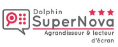 Dolphin
SuperNova
Agrandisseur & lecteur
d'écran